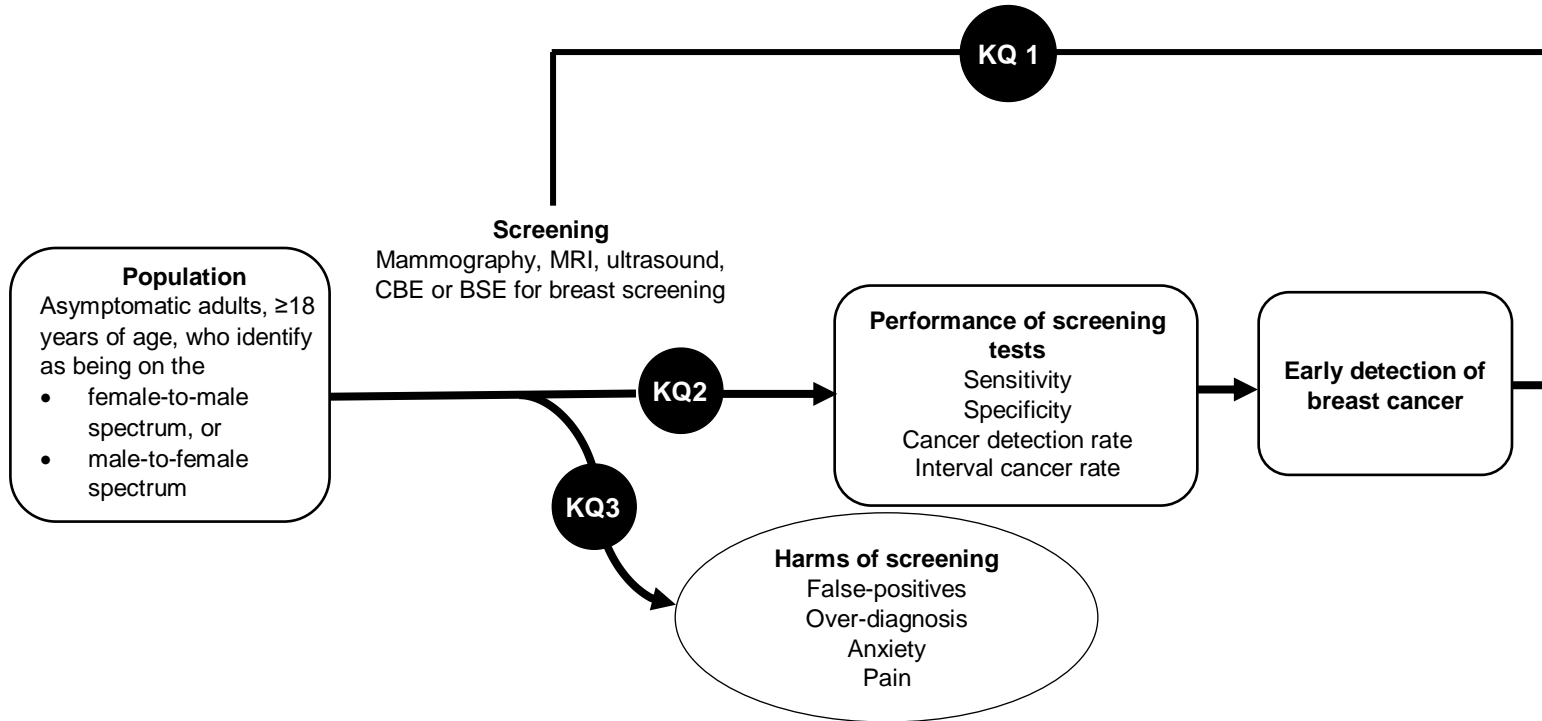 KQ 1
Screening
Mammography, MRI, ultrasound,
CBE or BSE for breast screening
Population
Asymptomatic adults, ≥18
years of age, who identify
as being on the
• female-to-male
spectrum, or
• male-to-female
spectrum
KQ2
KQ3
Performance of screening
tests
Sensitivity
Specificity
Cancer detection rate
Interval cancer rate
Early detection of
breast cancer
Harms of screening
False-positives
Over-diagnosis
Anxiety
Pain